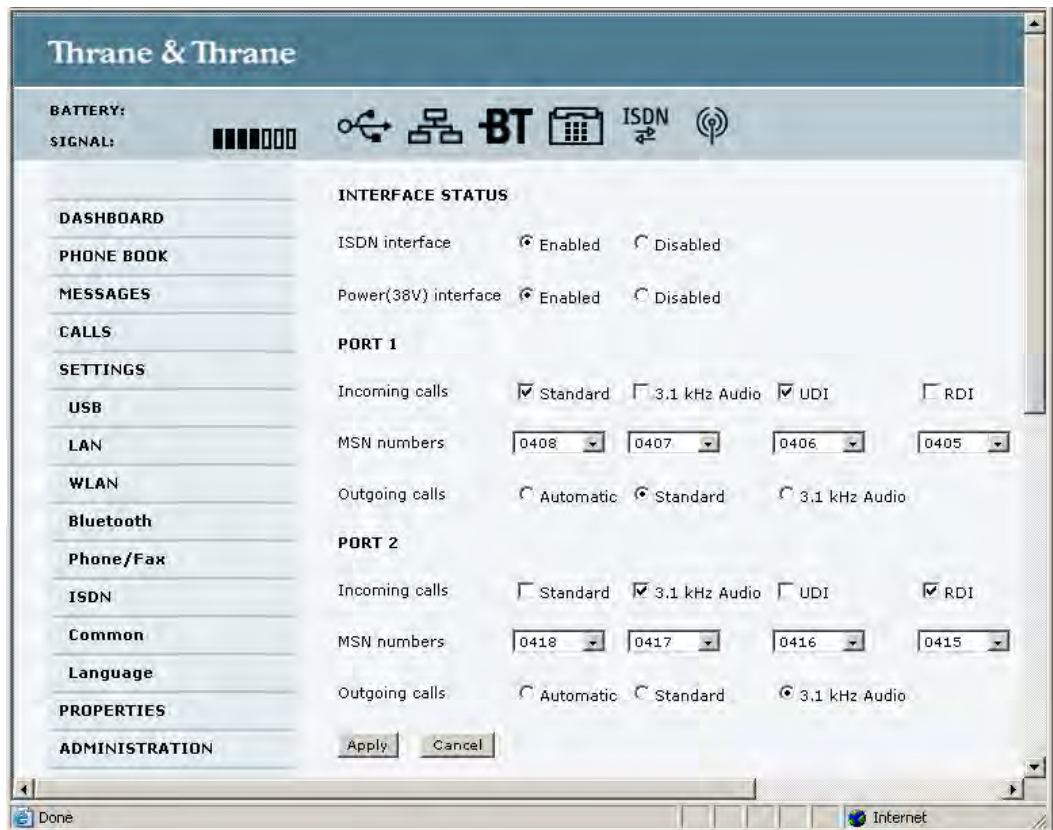 Thrane & Thrane
BATTERY:
SIGNAL:
BT
ISDN
DASHBOARD
PHONE BOOK
MESSAGES
CALLS
SETTINGS
USB
LAN
WLAN
Bluetooth
Phone/Fax
ISDN
Common
Language
PROPERTIES
ADMINISTRATION
INTERFACE STATUS
ISDN interface Enabled Disabled
Power(38V) interface Enabled Disabled
PORT 1
Incoming calls Standard 3.1 kHz Audio UDI RDI
MSN numbers 0408 0407 0406 0405
Outgoing calls Automatic Standard 3.1 kHz Audio
PORT 2
Incoming calls Standard 3.1 kHz Audio UDI RDI
MSN numbers 0418 0417 0416 0415
Outgoing calls Automatic Standard 3.1 kHz Audio
Apply Cancel
Done Internet